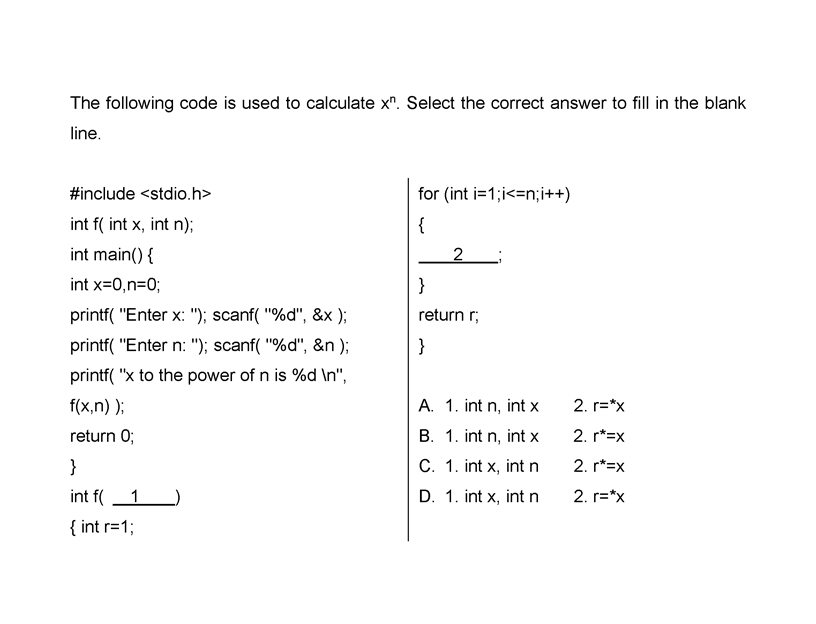 The following code is used to calculate xⁿ. Select the correct answer to fill in the blank
line.
#include <stdio.h>
int f( int x, int n);
int main() {
int x=0,n=0;
printf( "Enter x: "); scanf( "%d", &x );
printf( "Enter n: "); scanf( "%d", &n );
printf( "x to the power of n is %d \n",
f(x,n) );
return 0;
}
int f( __1____)
{ int r=1;
for (int i=1;i<=n;i++)
{
____2____;
}
return r;
}
A. 1. int n, int x 2. r=*x
B. 1. int n, int x 2. r*=x
C. 1. int x, int n 2. r*=x
D. 1. int x, int n 2. r=*x